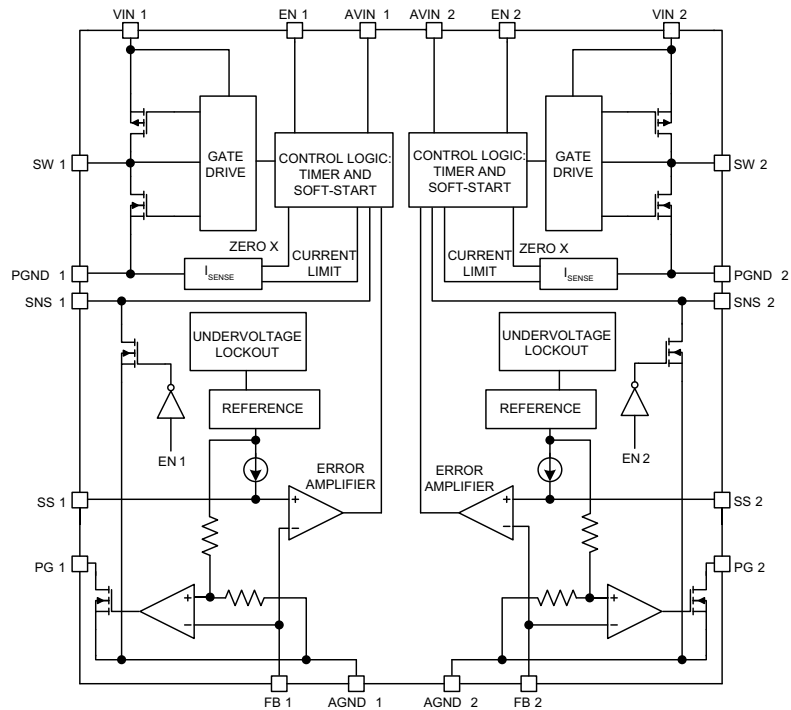 VIN 1
EN 1
AVIN 1
AVIN 2
EN 2
VIN 2
SW 1
GATE
DRIVE
CONTROL LOGIC:
TIMER AND
SOFT-START
CONTROL LOGIC:
TIMER AND
SOFT-START
GATE
DRIVE
SW 2
ZERO X
CURRENT
LIMIT
CURRENT
LIMIT
ZERO X
PGND 1
ISENSE
ISENSE
PGND 2
SNS 1
SNS 2
UNDERVOLTAGE
LOCKOUT
UNDERVOLTAGE
LOCKOUT
REFERENCE
REFERENCE
EN 1
EN 2
ERROR
AMPLIFIER
ERROR
AMPLIFIER
SS 1
+
−
+
−
SS 2
PG 1
+
−
+
−
PG 2
FB 1
AGND 1
AGND 2
FB 2